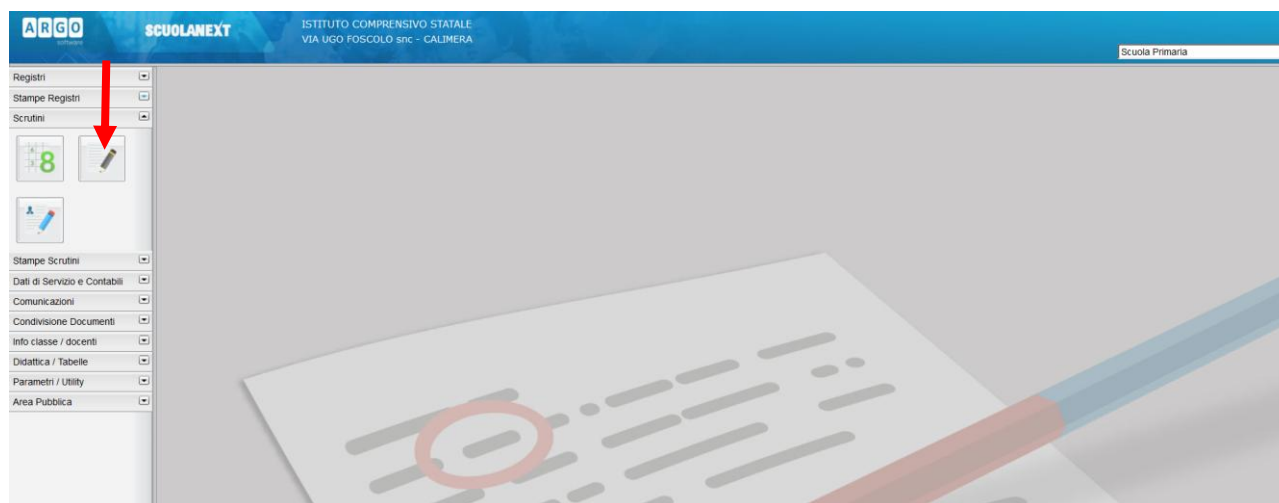 ARGO
software
SCUOLANEXT
ISTITUTO COMPRENSIVO STATALE
VIA UGO FOSCOLO snc - CALIMERA
Scuola Primaria
Registri
Stampe Registri
Scrutini
8
Stampe Scrutini
Dati di Servizio e Contabili
Comunicazioni
Condivisione Documenti
Info classe / docenti
Didattica / Tabelle
Parametri / Utility
Area Pubblica